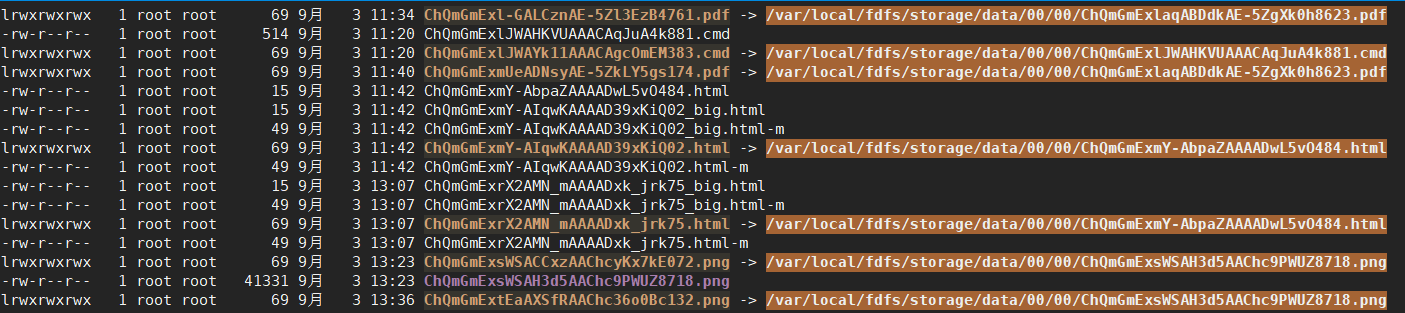 lrwxrwxrwx 1 root root 69 9月 3 11:34 ChQmGmExl-GALCznAE-5Zl3EzB4761.pdf -> /var/local/fdfs/storage/data/00/00/ChQmGmExlaqABDdkAE-5ZgXk0h8623.pdf
-rw-r--r-- 1 root root 514 9月 3 11:20 ChQmGmExlJWAHKVUAAACAqJuA4k881.cmd
lrwxrwxrwx 1 root root 69 9月 3 11:20 ChQmGmExlJWAYk11AAACAgcOmEM383.cmd -> /var/local/fdfs/storage/data/00/00/ChQmGmExlJWAHKVUAAACAqJuA4k881.cmd
lrwxrwxrwx 1 root root 69 9月 3 11:40 ChQmGmExmUeADNsyAE-5ZkLY5gs174.pdf -> /var/local/fdfs/storage/data/00/00/ChQmGmExlaqABDdkAE-5ZgXk0h8623.pdf
-rw-r--r-- 1 root root 15 9月 3 11:42 ChQmGmExmY-AbpaZAAAADwL5vO484.html
-rw-r--r-- 1 root root 15 9月 3 11:42 ChQmGmExmY-AIqwKAAAAD39xKiQ02_big.html
-rw-r--r-- 1 root root 49 9月 3 11:42 ChQmGmExmY-AIqwKAAAAD39xKiQ02_big.html-m
lrwxrwxrwx 1 root root 69 9月 3 11:42 ChQmGmExmY-AIqwKAAAAD39xKiQ02.html -> /var/local/fdfs/storage/data/00/00/ChQmGmExmY-AbpaZAAAADwL5vO484.html
-rw-r--r-- 1 root root 49 9月 3 11:42 ChQmGmExmY-AIqwKAAAAD39xKiQ02.html-m
-rw-r--r-- 1 root root 15 9月 3 13:07 ChQmGmExrX2AMN_mAAAADxk_jrk75_big.html
-rw-r--r-- 1 root root 49 9月 3 13:07 ChQmGmExrX2AMN_mAAAADxk_jrk75_big.html-m
lrwxrwxrwx 1 root root 69 9月 3 13:07 ChQmGmExrX2AMN_mAAAADxk_jrk75.html -> /var/local/fdfs/storage/data/00/00/ChQmGmExmY-AbpaZAAAADwL5vO484.html
-rw-r--r-- 1 root root 49 9月 3 13:07 ChQmGmExrX2AMN_mAAAADxk_jrk75.html-m
lrwxrwxrwx 1 root root 69 9月 3 13:23 ChQmGmExsWSACCxzAAChcyKx7kE072.png -> /var/local/fdfs/storage/data/00/00/ChQmGmExsWSAH3d5AAChc9PWUZ8718.png
-rw-r--r-- 1 root root 41331 9月 3 13:23 ChQmGmExsWSAH3d5AAChc9PWUZ8718.png
lrwxrwxrwx 1 root root 69 9月 3 13:36 ChQmGmExtEaAXSfRAAChc36o0Bc132.png -> /var/local/fdfs/storage/data/00/00/ChQmGmExsWSAH3d5AAChc9PWUZ8718.png